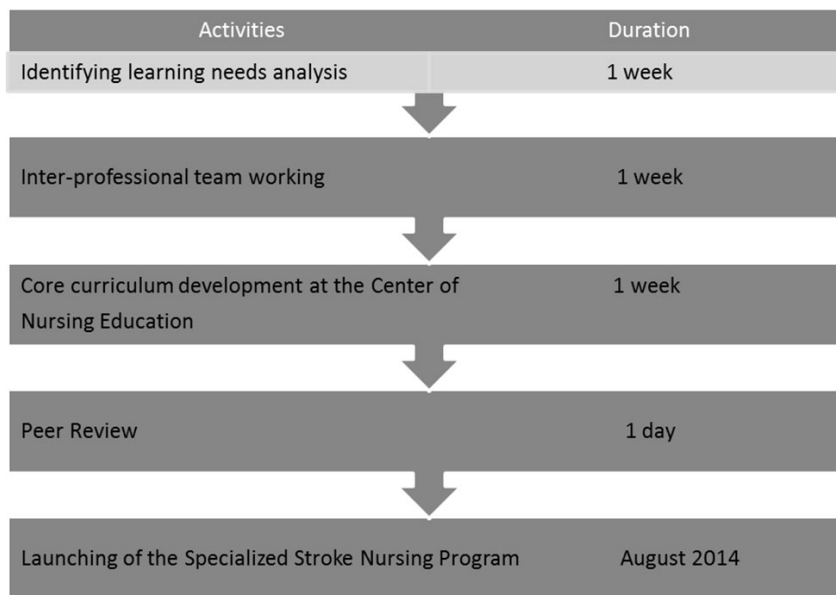 Activities Duration
Identifying learning needs analysis 1 week
Inter-professional team working 1 week
Core curriculum development at the Center of 1 week
Nursing Education
Peer Review 1 day
Launching of the Specialized Stroke Nursing Program August 2014